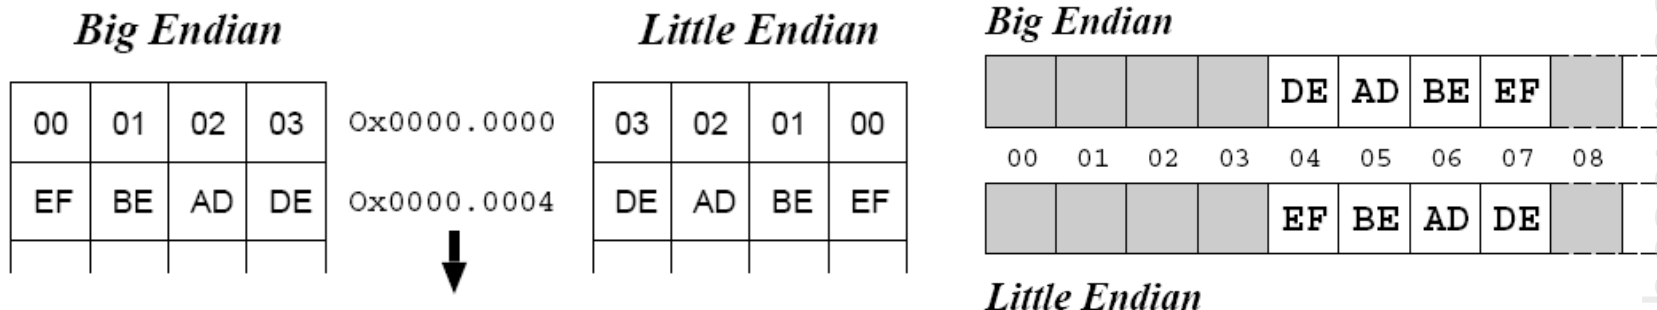 Big Endian
Little Endian
00 01 02 03 0x0000.0000 03 02 01 00
EF BE AD DE 0x0000.0004 DE AD BE EF
Big Endian
DE AD BE EF
00 01 02 03 04 05 06 07 08
EF BE AD DE
Little Endian